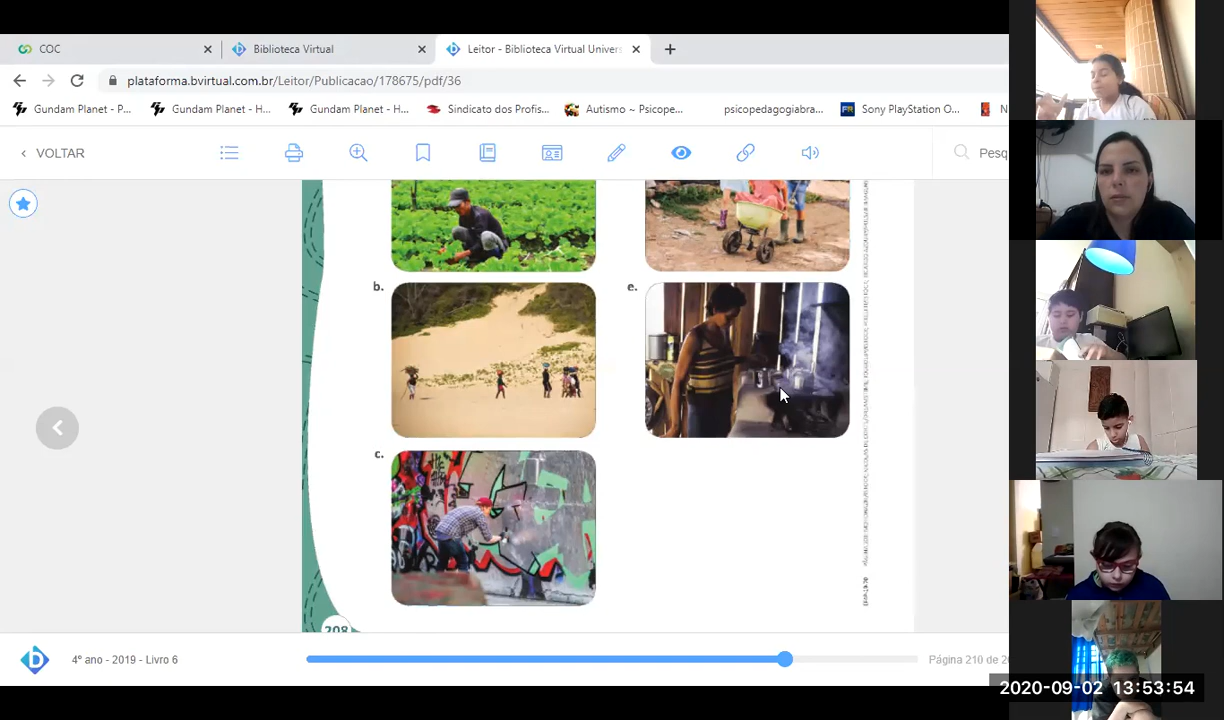 COC
Biblioteca Virtual
Leitor - Biblioteca Virtual Univers
plataforma.bvirtual.com.br/Leitor/Publicacao/178675/pdf/36
Gundam Planet - P...
Gundam Planet - H...
Gundam Planet - H...
Sindicato dos Profis...
Autismo ~ Psicope...
psicopedagogiabra...
Sony PlayStation O...
N
VOLTAR
Pesq
b.
e.
c.
208
4º ano - 2019 - Livro 6
Página 210 de 2
2020-09-02 13:53:54